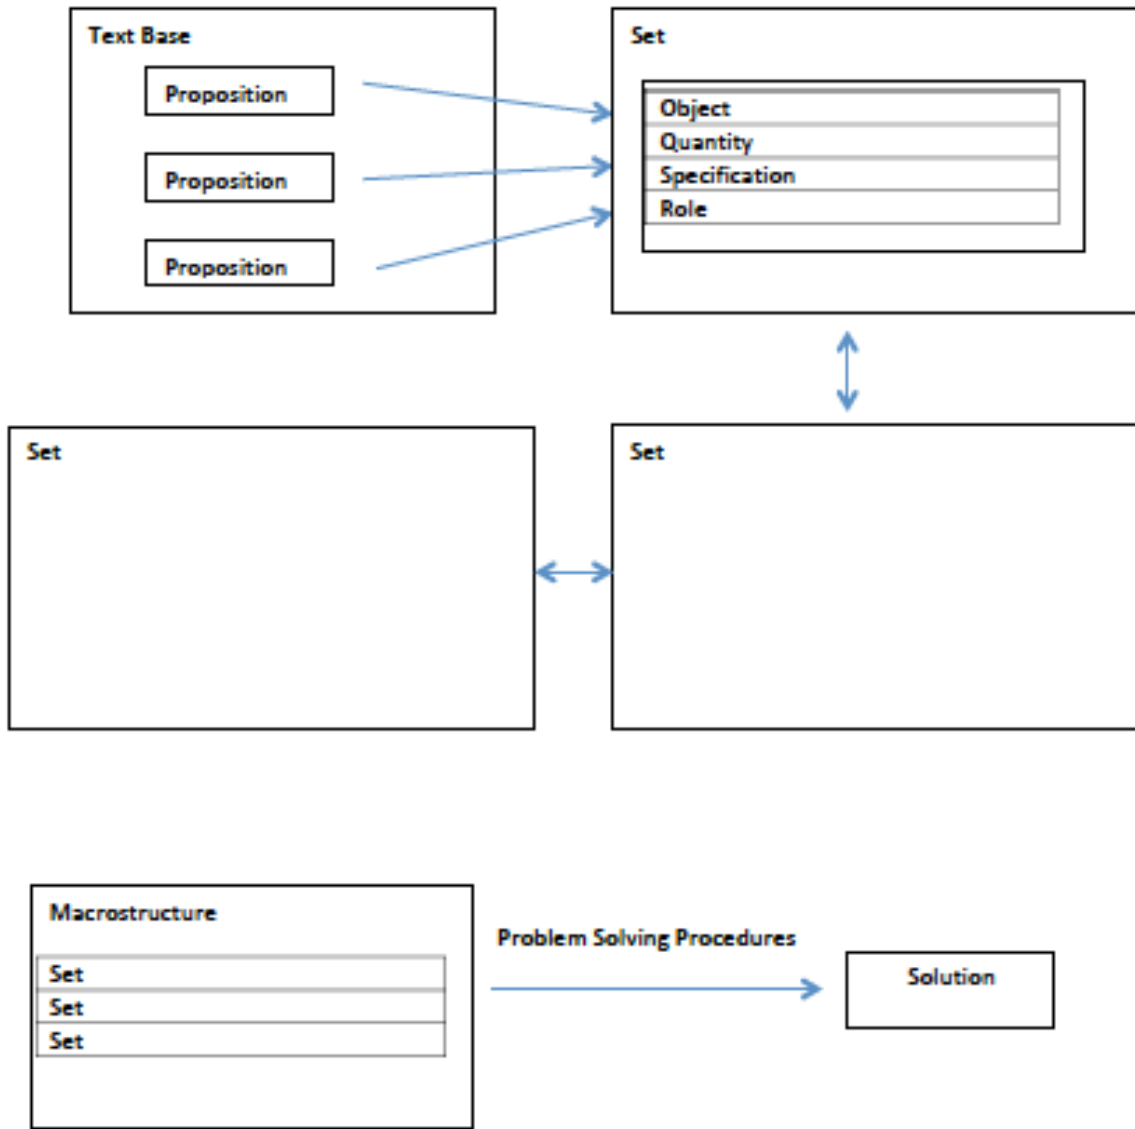 Text Base
Proposition
Proposition
Proposition
Set
Object
Quantity
Specification
Role
Set
Set
Macrostructure
Set
Set
Set
Problem Solving Procedures
Solution